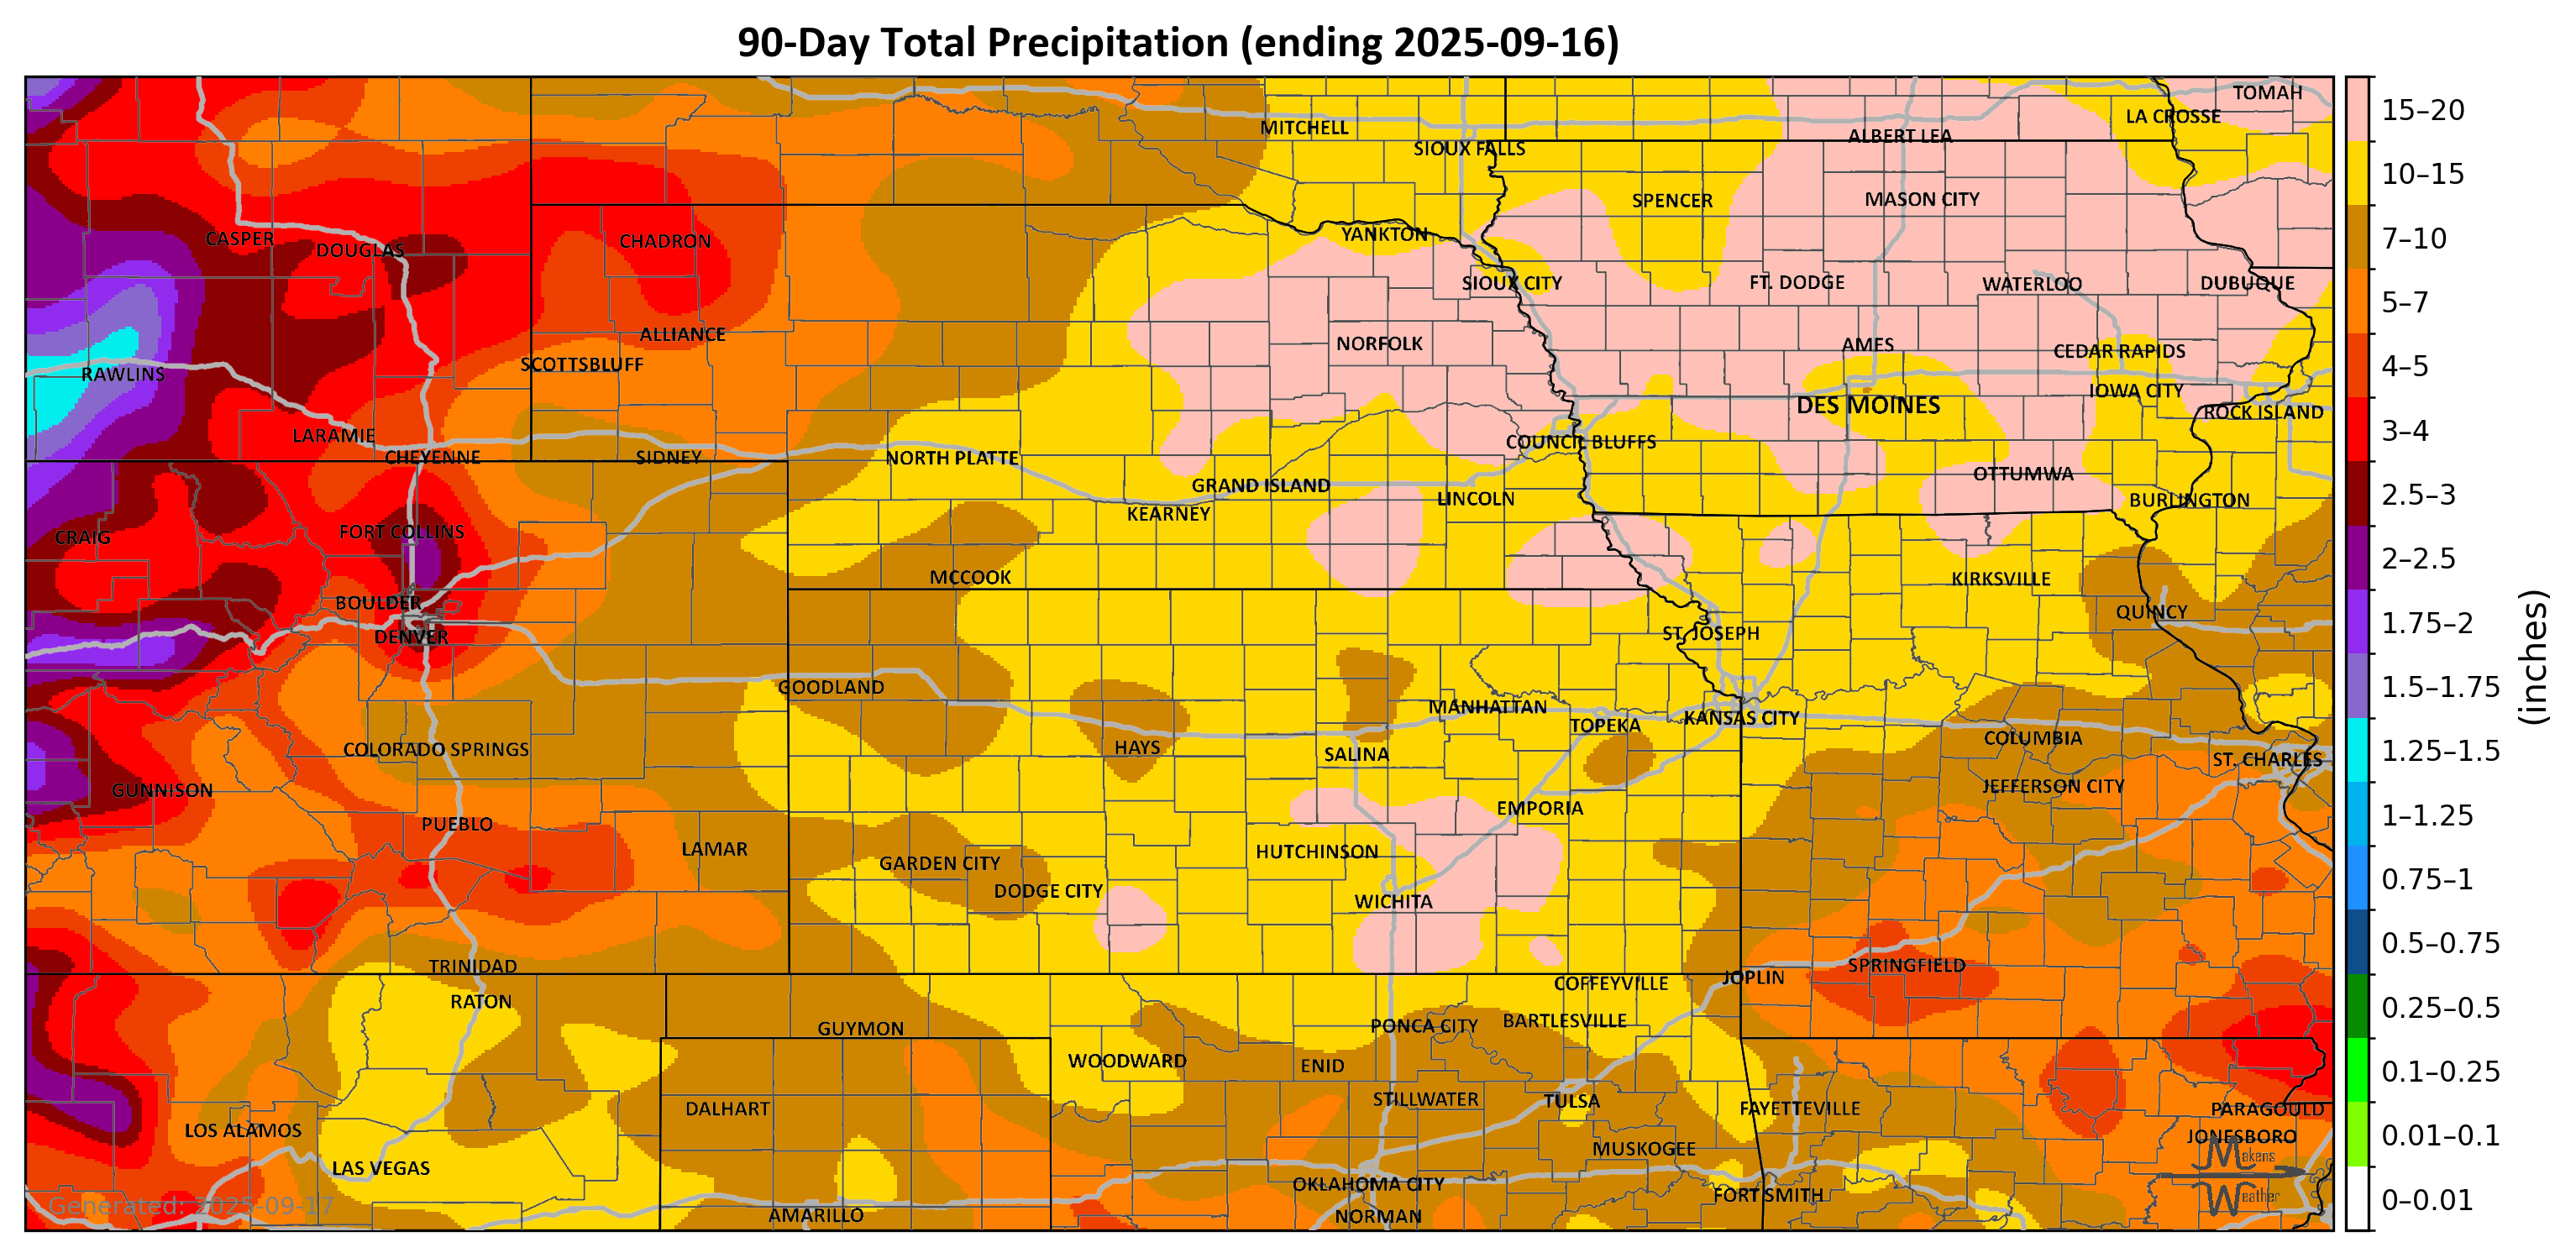 90-Day Total Precipitation (ending 2025-09-16)
TOMAH
LA CROSSE
MITCHELL
ALBERT LEA
SIOUX FALLS
SPENCER
MASON CITY
YANKTON
CASPER
CHADRON
DOUGLAS
SIOUX CITY
FT. DODGE
WATERLOO
DUBUQUE
ALLIANCE
NORFOLK
AMES
CEDAR RAPIDS
SCOTTSBLUFF
RAWLINS
IOWA CITY
DES MOINES
ROCK ISLAND
LARAMIE
COUNCIL BLUFFS
CHEYENNE
SIDNEY
NORTH PLATTE
OTTUMWA
GRAND ISLAND
LINCOLN
BURLINGTON
KEARNEY
FORT COLLINS
CRAIG
MCCOOK
KIRKSVILLE
BOULDER
QUINCY
DENVER
ST. JOSEPH
GOODLAND
MANHATTAN
KANSAS CITY
TOPEKA
COLUMBIA
COLORADO SPRINGS
HAYS
SALINA
ST. CHARLES
GUNNISON
JEFFERSON CITY
EMPORIA
PUEBLO
LAMAR
HUTCHINSON
GARDEN CITY
DODGE CITY
WICHITA
TRINIDAD
SPRINGFIELD
JOPLIN
COFFEYVILLE
RATON
GUYMON
PONCA CITY
BARTLESVILLE
WOODWARD
ENID
STILLWATER
TULSA
DALHART
FAYETTEVILLE
PARAGOULD
LOS ALAMOS
JONESBORO
MUSKOGEE
LAS VEGAS
OKLAHOMA CITY
FORT SMITH
AMARILLO
NORMAN
Generated: 2025-09-17
Makens
Weather
15–20
10–15
7–10
5–7
4–5
3–4
2.5–3
2–2.5
1.75–2
1.5–1.75
1.25–1.5
1–1.25
0.75–1
0.5–0.75
0.25–0.5
0.1–0.25
0.01–0.1
0–0.01
(inches)